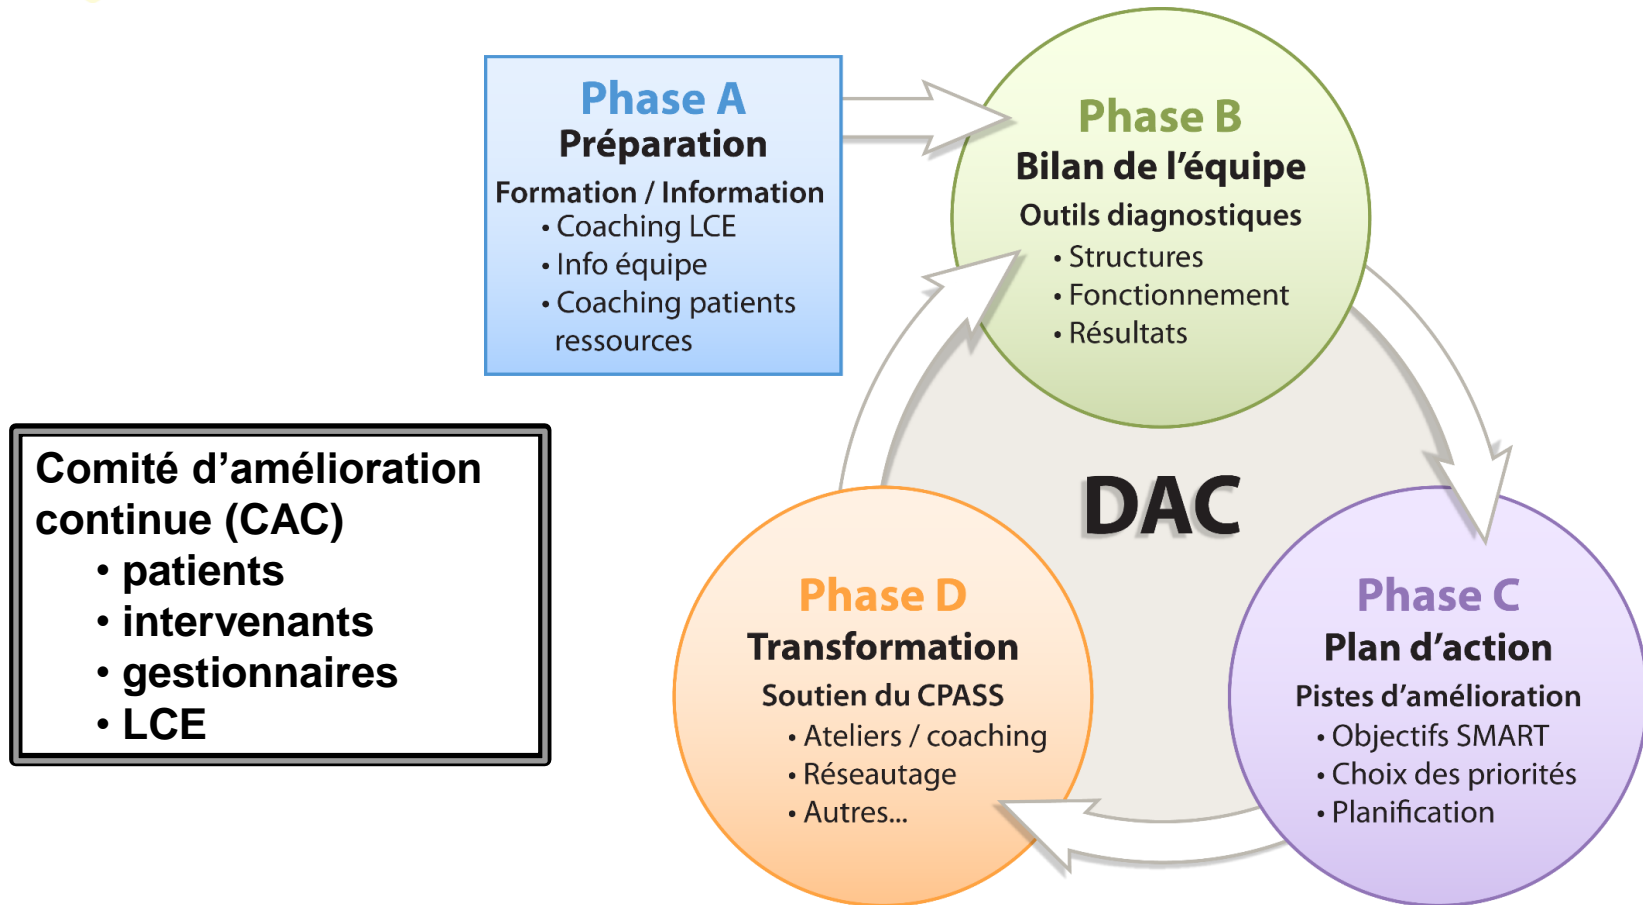 Phase A
Préparation
Formation / Information
• Coaching LCE
• Info équipe
• Coaching patients
ressources
Phase B
Bilan de l’équipe
Outils diagnostiques
• Structures
• Fonctionnement
• Résultats
Comité d’amélioration
continue (CAC)
• patients
• intervenants
• gestionnaires
• LCE
DAC
Phase D
Transformation
Soutien du CPASS
• Ateliers / coaching
• Réseautage
• Autres...
Phase C
Plan d’action
Pistes d’amélioration
• Objectifs SMART
• Choix des priorités
• Planification